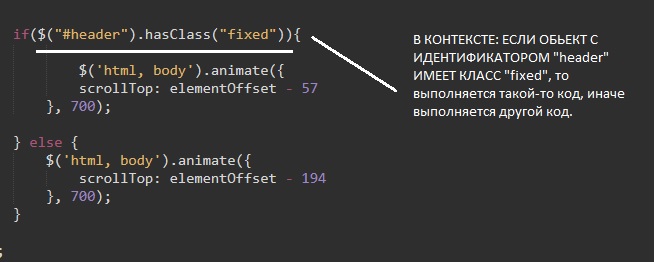 if($("#header").hasClass("fixed")){
$('html, body').animate({
scrollTop: elementOffset - 57
}, 700);
} else {
$('html, body').animate({
scrollTop: elementOffset - 194
}, 700);
}
;
В КОНТЕКСТЕ: ЕСЛИ ОБЬЕКТ С
ИДЕНТИФИКАТОРОМ "header"
ИМЕЕТ КЛАСС "fixed", то
выполняется такой-то код, иначе
выполняется другой код.